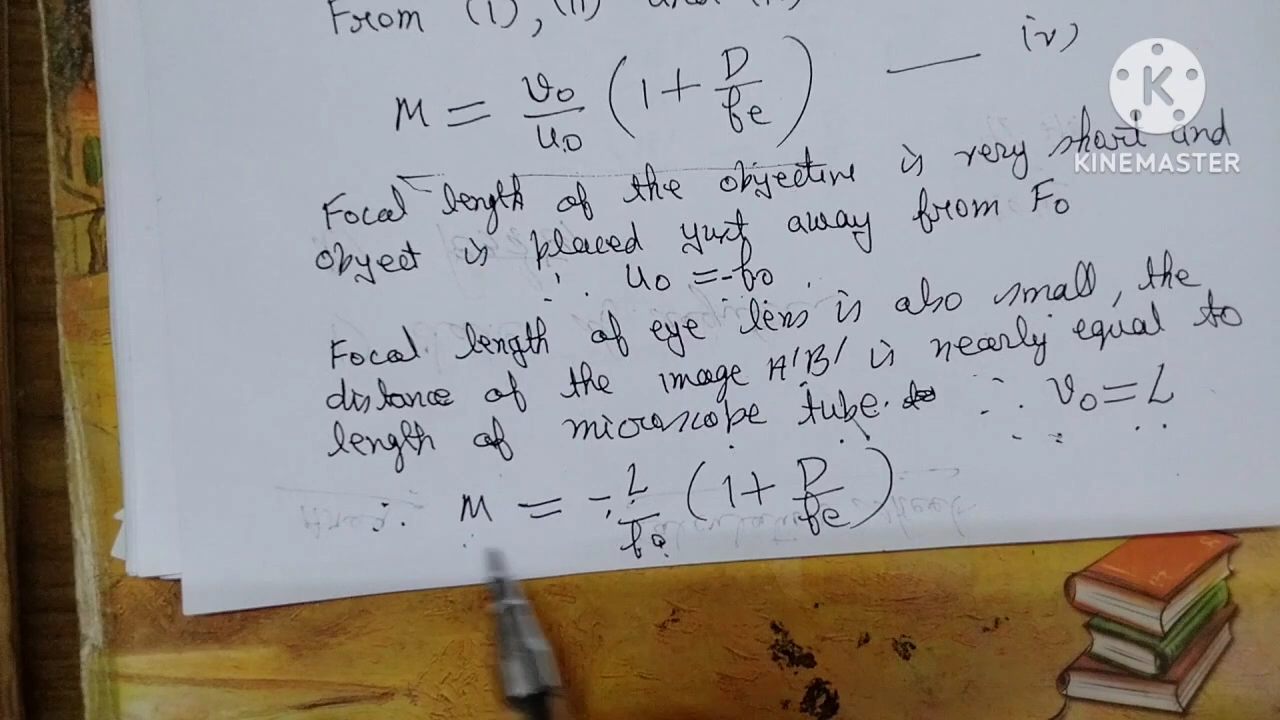 From (i), (ii) and
M = v₀/u₀ (1 + D/fe) — iv)
KINEMASTER
Focal length of the objective is very short and
object is placed just away from F₀
∴ u₀ = -f₀
Focal length of eye lens is also small, the
distance of the image A'B' is nearly equal to
length of microscope tube. ∴ v₀ = L
∴ M = -L/f₀ (1 + D/fe)